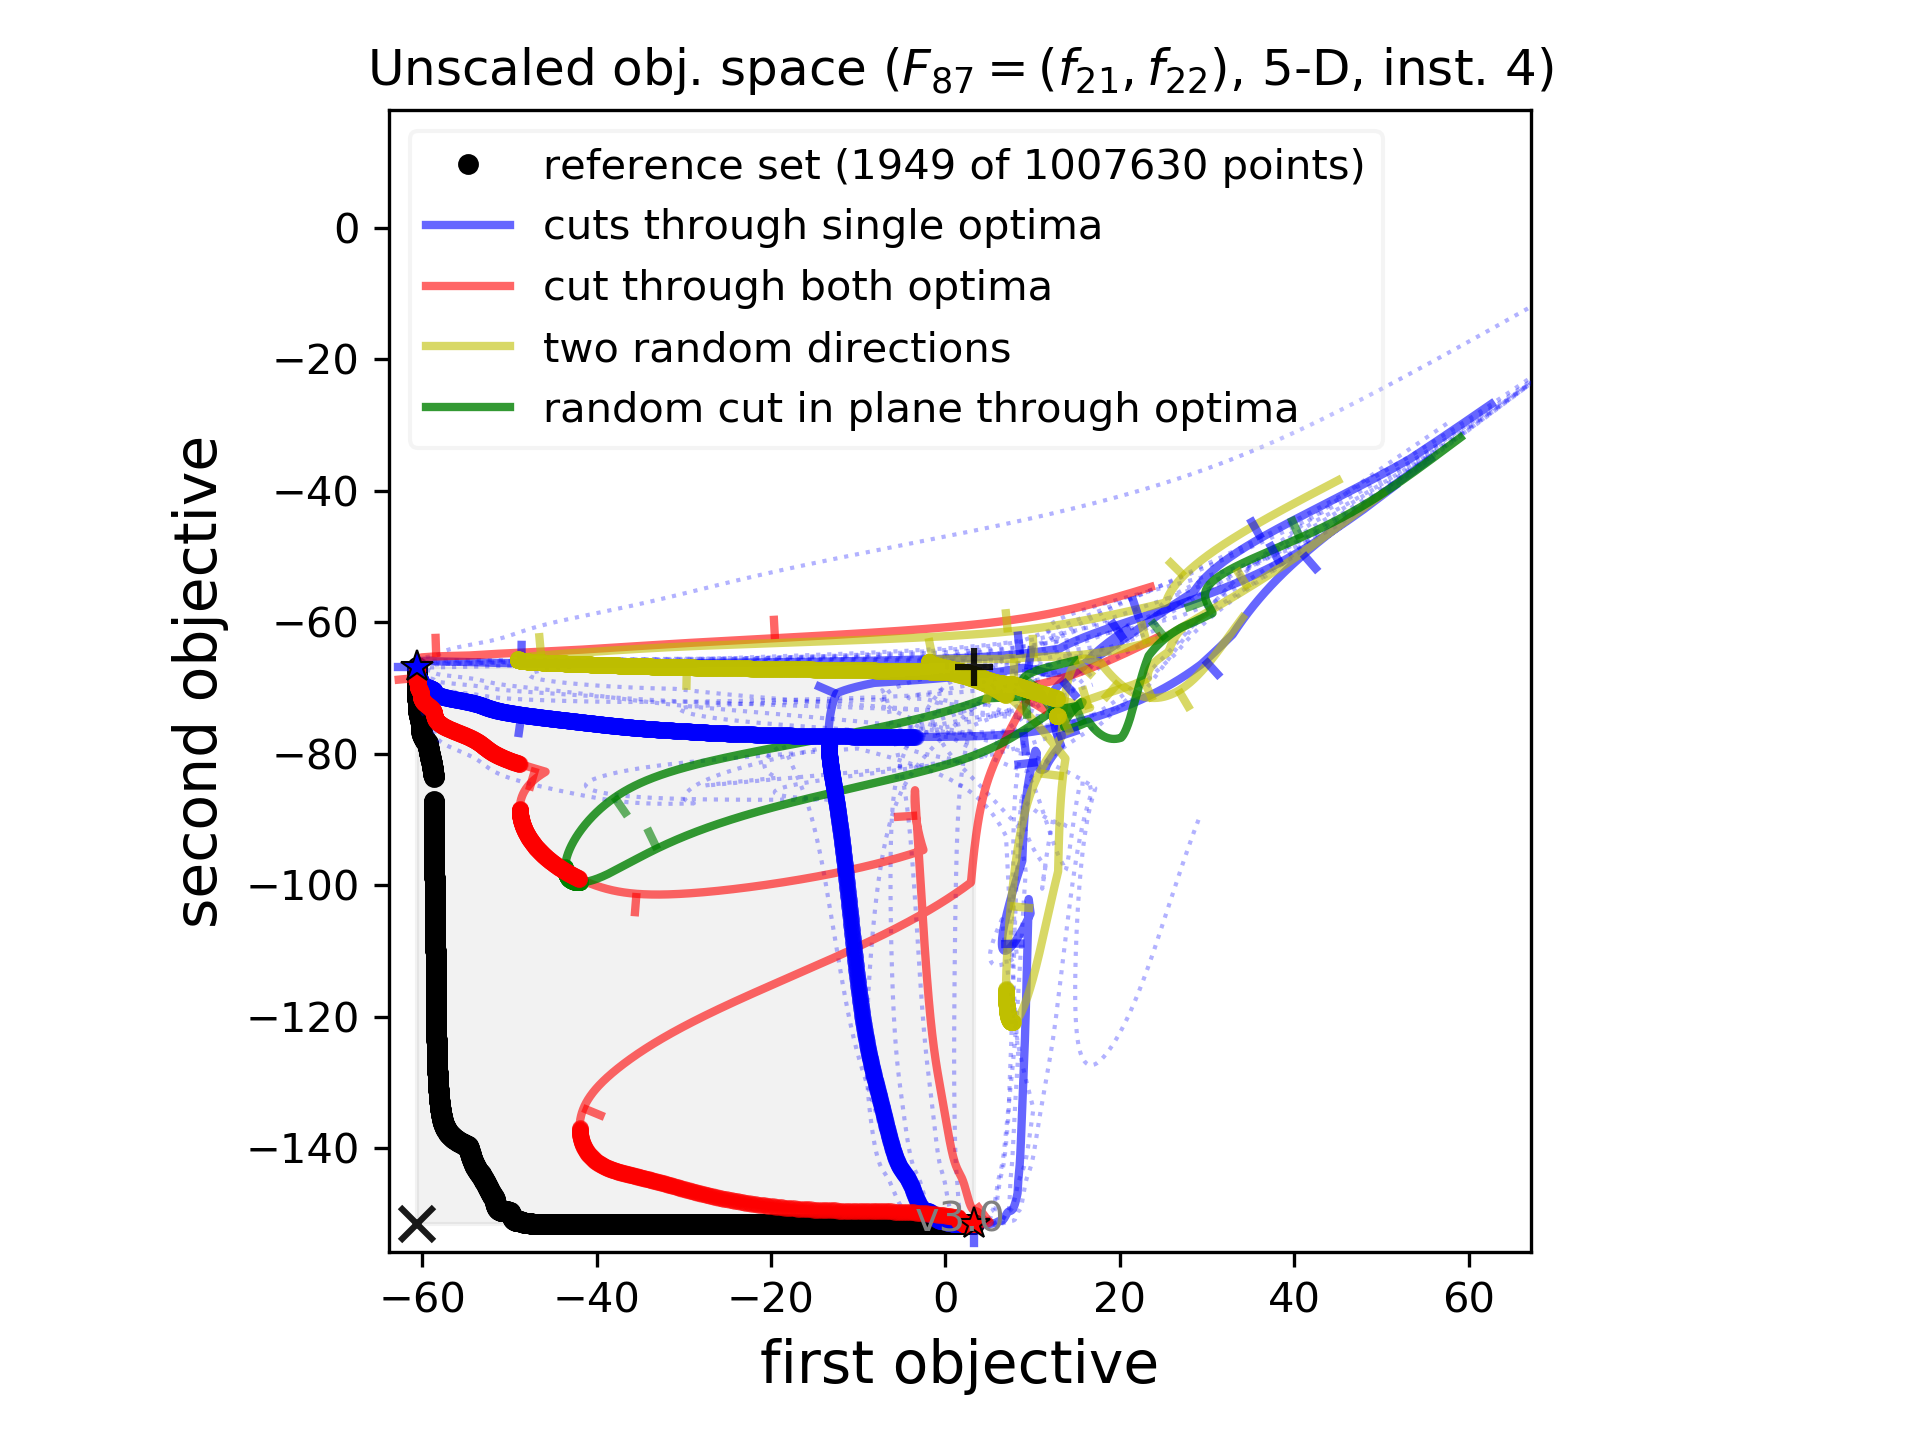 Unscaled obj. space (F₈₇ = (f₂₁, f₂₂), 5-D, inst. 4)
reference set (1949 of 1007630 points)
cuts through single optima
cut through both optima
two random directions
random cut in plane through optima
second objective
0
−20
−40
−60
−80
−100
−120
−140
v3.0
−60 −40 −20 0 20 40 60
first objective